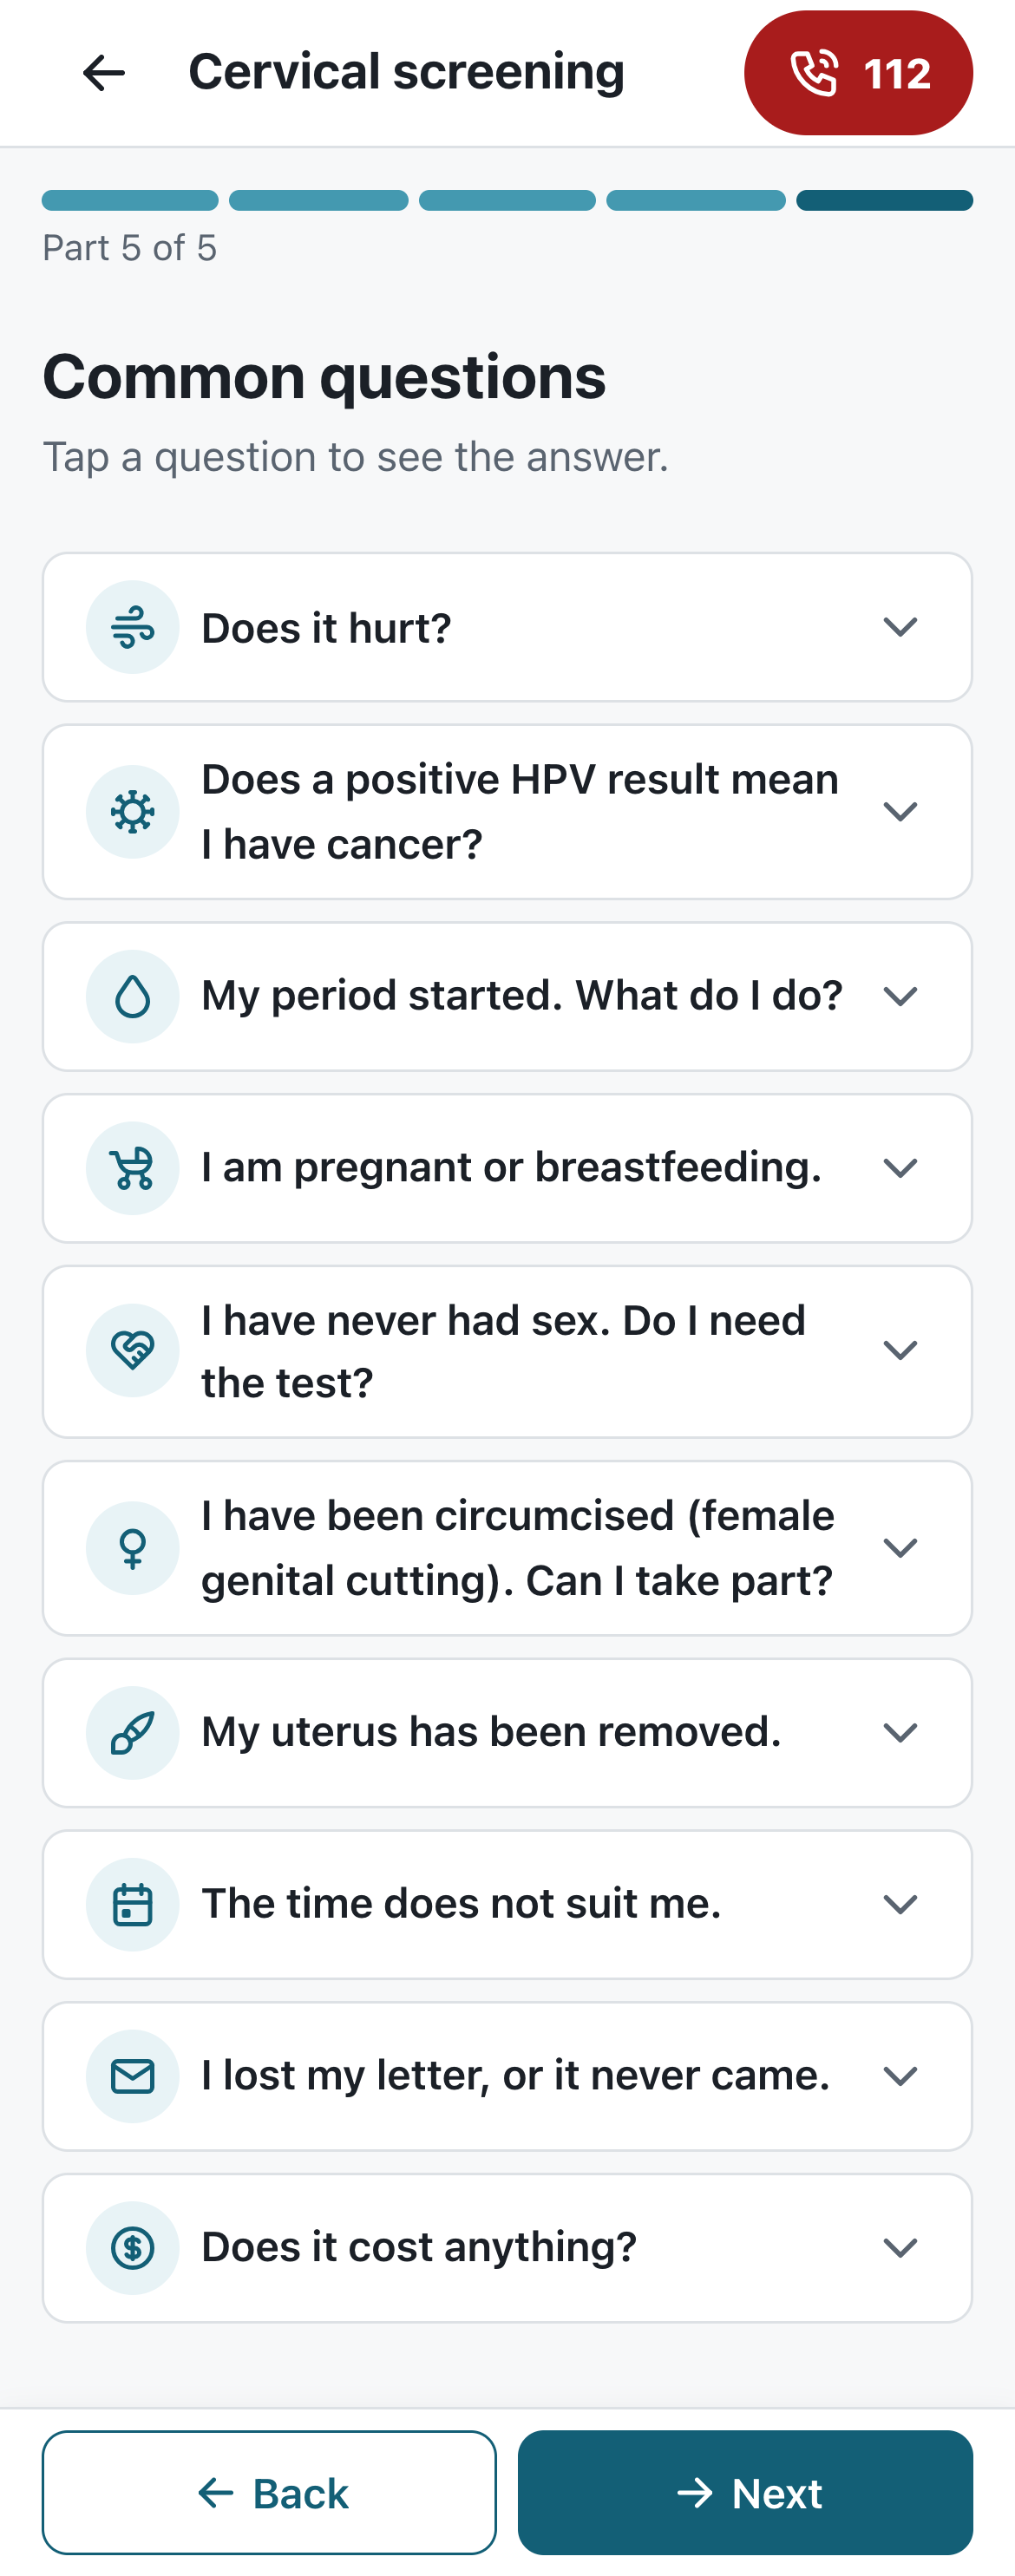 Cervical screening
112
Part 5 of 5
Common questions
Tap a question to see the answer.
Does it hurt?
Does a positive HPV result mean
I have cancer?
My period started. What do I do?
I am pregnant or breastfeeding.
I have never had sex. Do I need
the test?
I have been circumcised (female
genital cutting). Can I take part?
My uterus has been removed.
The time does not suit me.
I lost my letter, or it never came.
Does it cost anything?
Back
Next